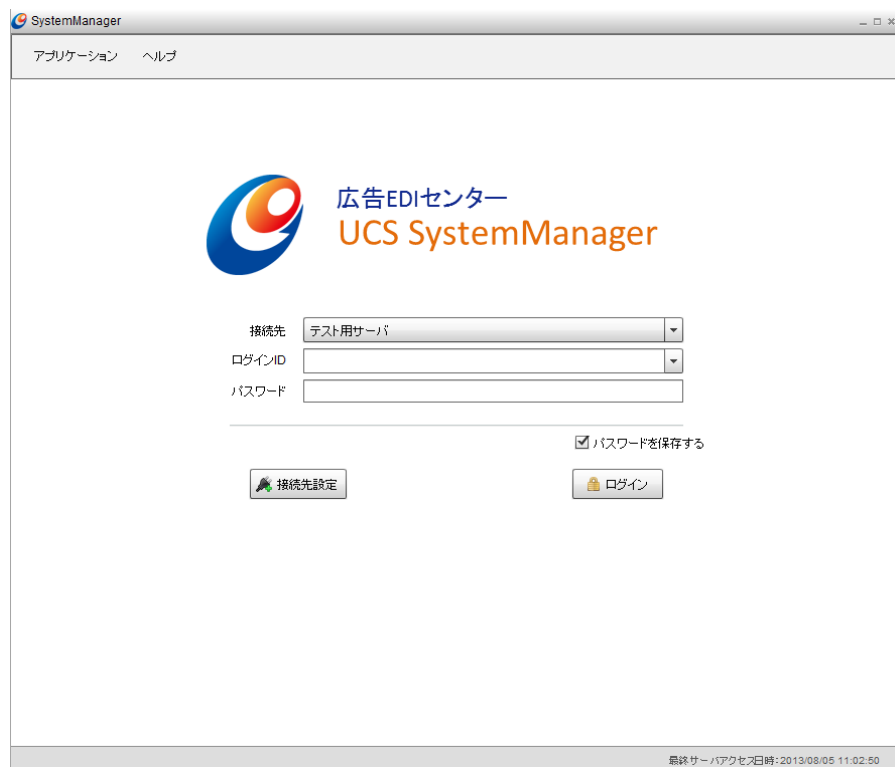 SystemManager
アプリケーション ヘルプ
広告EDIセンター
UCS SystemManager
接続先 テスト用サーバ
ログインID
パスワード
パスワードを保存する
接続先設定 ログイン
最終サーバアクセス日時：2013/08/05 11:02:50